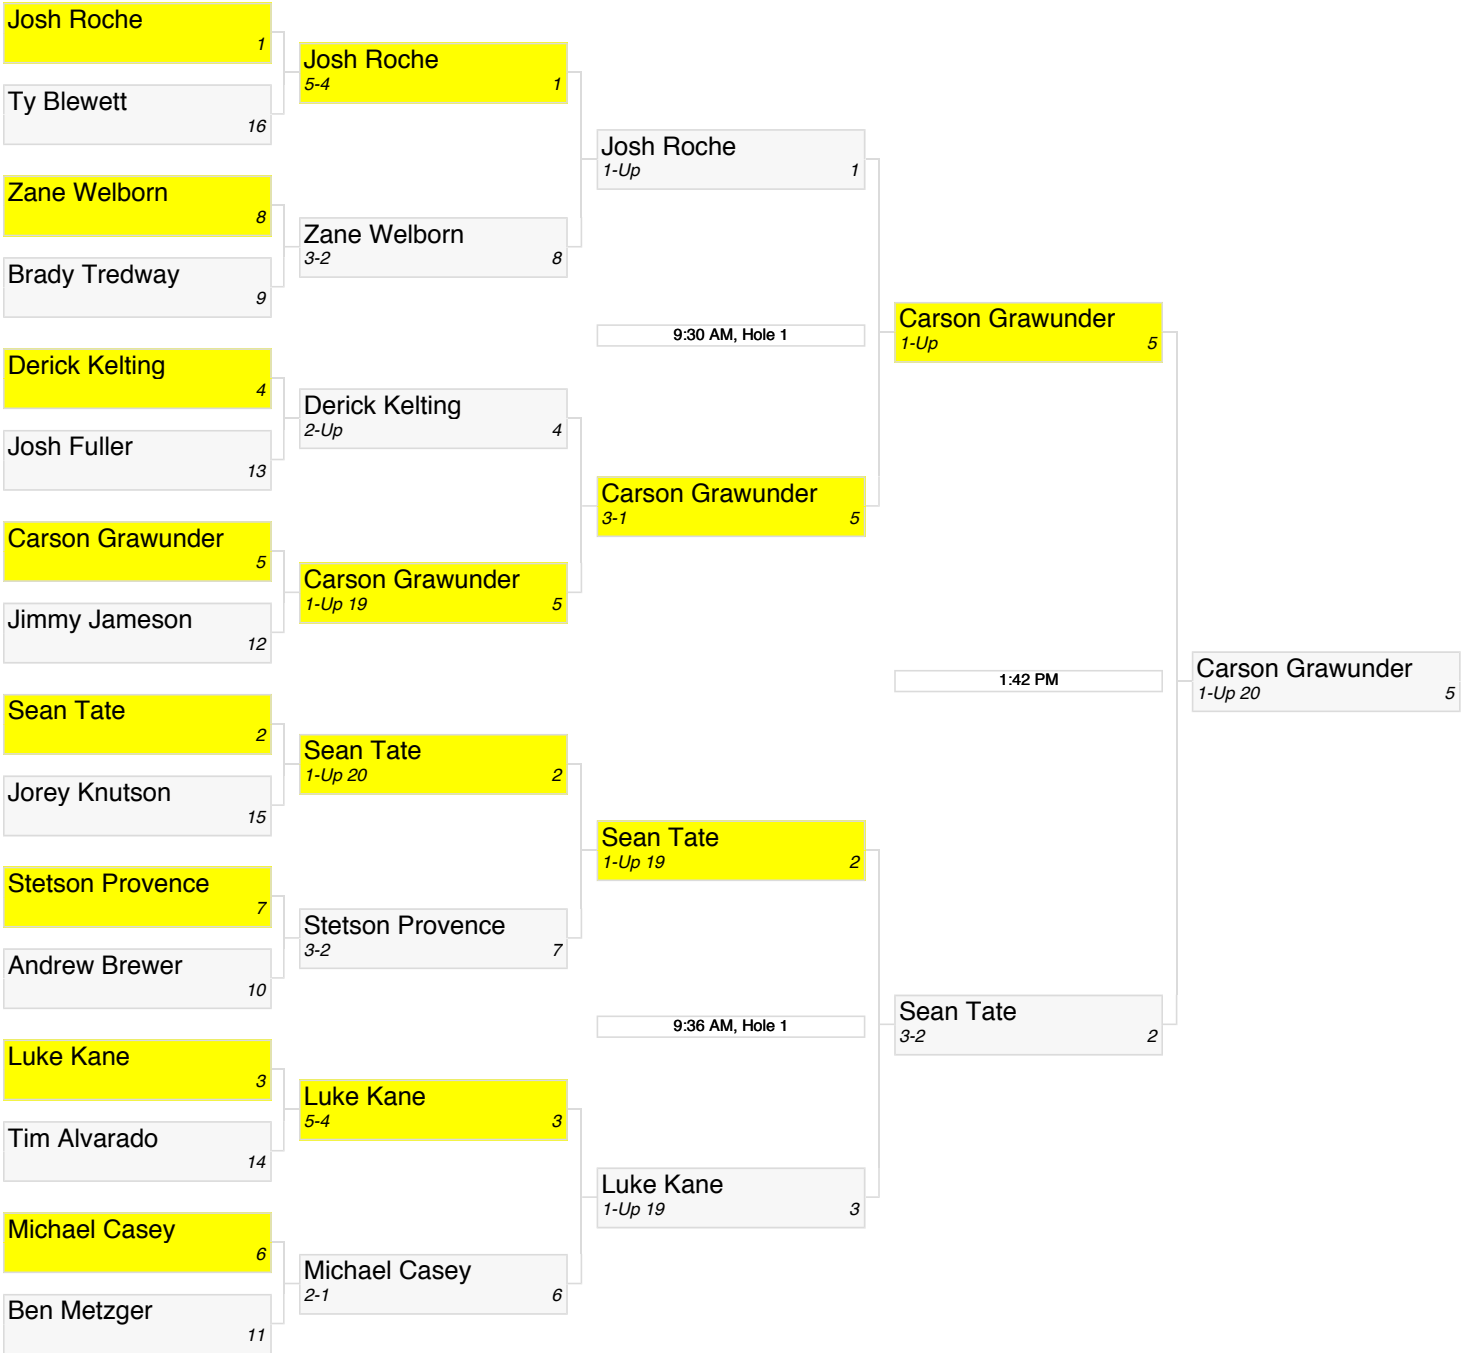 Josh Roche
1
Ty Blewett
16
Zane Welborn
8
Brady Tredway
9
Derick Kelting
4
Josh Fuller
13
Carson Grawunder
5
Jimmy Jameson
12
Sean Tate
2
Jorey Knutson
15
Stetson Provence
7
Andrew Brewer
10
Luke Kane
3
Tim Alvarado
14
Michael Casey
6
Ben Metzger
11
Josh Roche
5-4 1
Zane Welborn
3-2 8
Derick Kelting
2-Up 4
Carson Grawunder
1-Up 19 5
Sean Tate
1-Up 20 2
Stetson Provence
3-2 7
Luke Kane
5-4 3
Michael Casey
2-1 6
Josh Roche
1-Up 1
9:30 AM, Hole 1
Carson Grawunder
3-1 5
Sean Tate
1-Up 19 2
9:36 AM, Hole 1
Luke Kane
1-Up 19 3
Carson Grawunder
1-Up 5
1:42 PM
Sean Tate
3-2 2
Carson Grawunder
1-Up 20 5